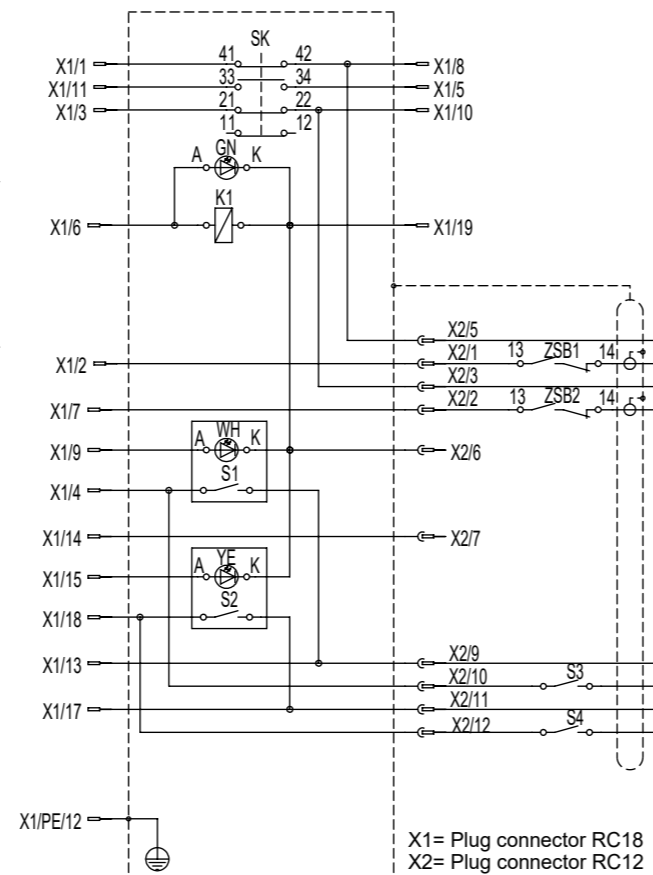 SK
X1/1 41 42 X1/8
X1/11 33 34 X1/5
X1/3 21 22 X1/10
11 12
GN
A K
K1
X1/6 X1/19
X2/5
X1/2 X2/1 13 ZSB1 14
X2/3
X1/7 X2/2 13 ZSB2 14
WH
X1/9 A K X2/6
S1
X1/4
X1/14 X2/7
YE
X1/15 A K
S2
X1/18
X1/13 X2/9
X2/10 S3
X1/17 X2/11
X2/12 S4
X1/PE/12
X1= Plug connector RC18
X2= Plug connector RC12